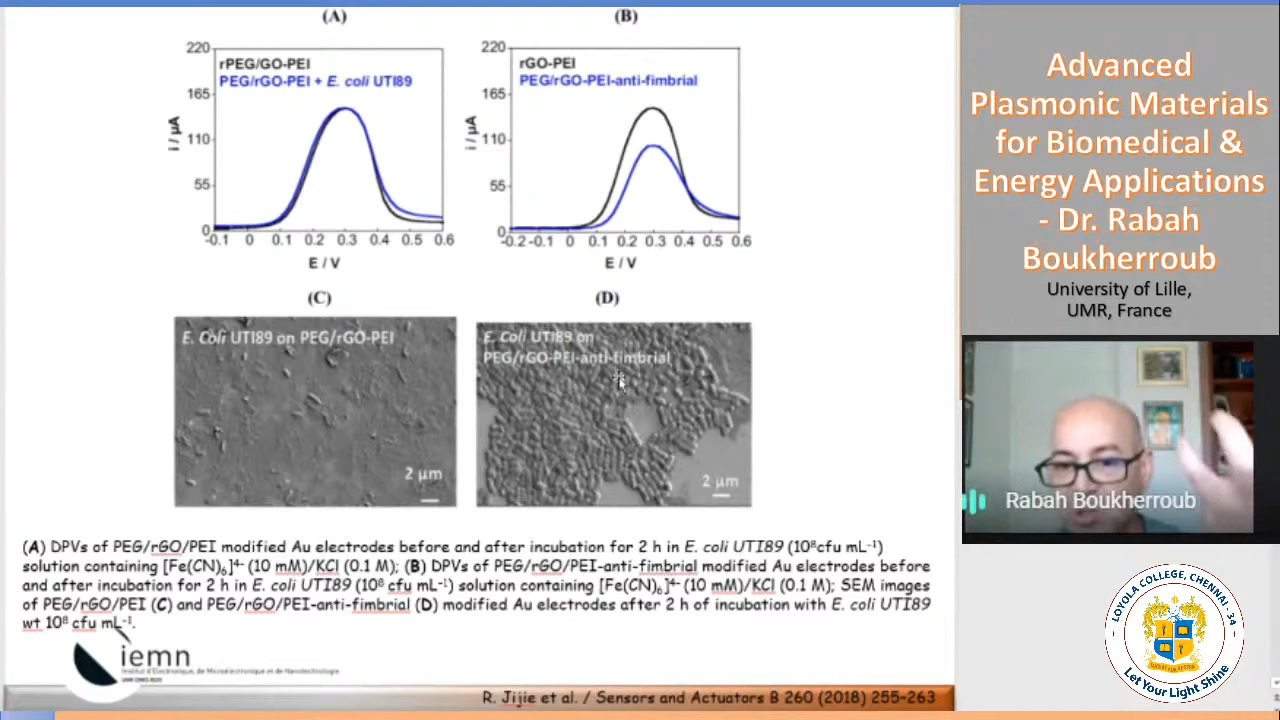 (A)
220
rPEG/GO-PEI
PEG/rGO-PEI + E. coli UTI89
165
i / μA
110
55
0
-0.1 0 0.1 0.2 0.3 0.4 0.5 0.6
E / V
(B)
220
rGO-PEI
PEG/rGO-PEI-anti-fimbrial
165
i / μA
110
55
0
-0.2 -0.1 0 0.1 0.2 0.3 0.4 0.5 0.6
E / V
(C)
E. Coli UTI89 on PEG/rGO-PEI
2 μm
(D)
E. Coli UTI89 on
PEG/rGO-PEI-anti-fimbrial
2 μm
(A) DPVs of PEG/rGO/PEI modified Au electrodes before and after incubation for 2 h in E. coli UTI89 (10⁸cfu mL⁻¹)
solution containing [Fe(CN)₆]⁴⁻ (10 mM)/KCl (0.1 M); (B) DPVs of PEG/rGO/PEI-anti-fimbrial modified Au electrodes before
and after incubation for 2 h in E. coli UTI89 (10⁸ cfu mL⁻¹) solution containing [Fe(CN)₆]⁴⁻ (10 mM)/KCl (0.1 M); SEM images
of PEG/rGO/PEI (C) and PEG/rGO/PEI-anti-fimbrial (D) modified Au electrodes after 2 h of incubation with E. coli UTI89
wt 10⁸ cfu mL⁻¹.
iemn
Institut d'Electronique, de Microélectronique et de Nanotechnologie
UMR CNRS 8520
R. Jijie et al. / Sensors and Actuators B 260 (2018) 255-263
Advanced
Plasmonic Materials
for Biomedical &
Energy Applications
- Dr. Rabah
Boukherroub
University of Lille,
UMR, France
Rabah Boukherroub
LOYOLA COLLEGE, CHENNAI - 34
Let Your Light Shine